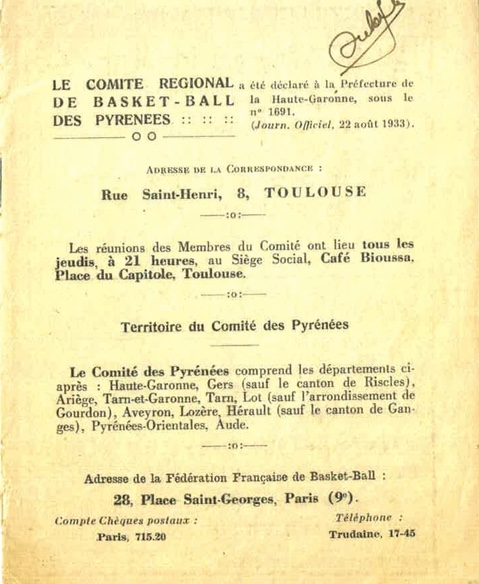 LE COMITE REGIONAL
DE BASKET-BALL
DES PYRENEES :: :: ::
a été déclaré à la Préfecture de
la Haute-Garonne, sous le
n° 1691.
(Journ. Officiel, 22 août 1933).
ADRESSE DE LA CORRESPONDANCE :
Rue Saint-Henri, 8, TOULOUSE
—:o:—
Les réunions des Membres du Comité ont lieu tous les
jeudis, à 21 heures, au Siège Social, Café Bioussa,
Place du Capitole, Toulouse.
—:o:—
Territoire du Comité des Pyrénées
Le Comité des Pyrénées comprend les départements ci-
après : Haute-Garonne, Gers (sauf le canton de Riscles),
Ariège, Tarn-et-Garonne, Tarn, Lot (sauf l'arrondissement de
Gourdon), Aveyron, Lozère, Hérault (sauf le canton de Gan-
ges), Pyrénées-Orientales, Aude.
—:o:—
Adresse de la Fédération Française de Basket-Ball :
28, Place Saint-Georges, Paris (9e).
Compte Chèques postaux :
Paris, 715.20
Téléphone :
Trudaine, 17-45